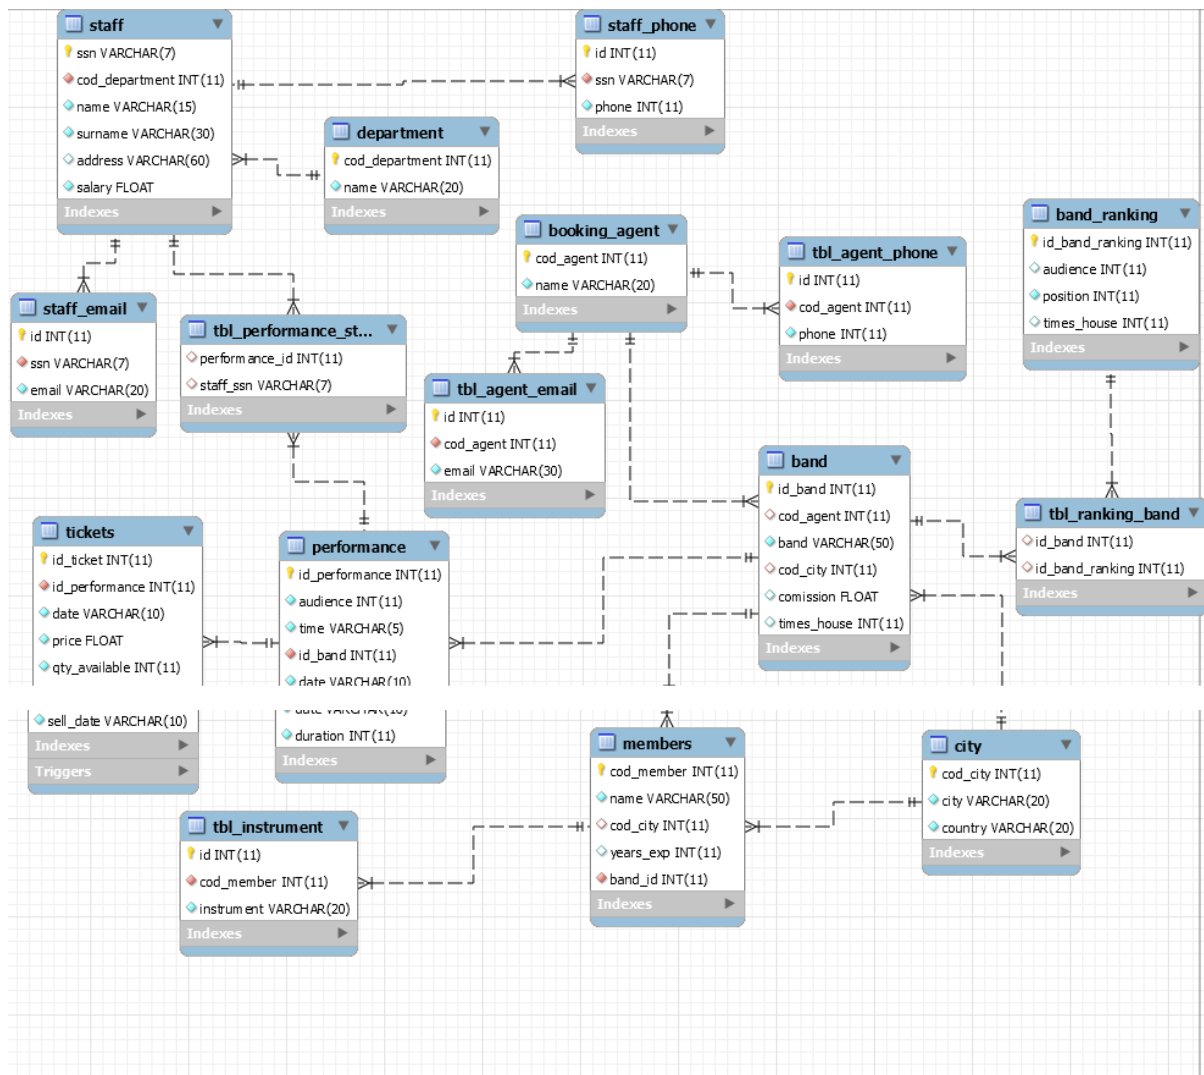 staff
ssn VARCHAR(7)
cod_department INT(11)
name VARCHAR(15)
surname VARCHAR(30)
address VARCHAR(60)
salary FLOAT
Indexes
staff_phone
id INT(11)
ssn VARCHAR(7)
phone INT(11)
Indexes
department
cod_department INT(11)
name VARCHAR(20)
Indexes
booking_agent
cod_agent INT(11)
name VARCHAR(20)
Indexes
tbl_agent_phone
id INT(11)
cod_agent INT(11)
phone INT(11)
Indexes
band_ranking
id_band_ranking INT(11)
audience INT(11)
position INT(11)
times_house INT(11)
Indexes
staff_email
id INT(11)
ssn VARCHAR(7)
email VARCHAR(20)
Indexes
tbl_performance_st...
performance_id INT(11)
staff_ssn VARCHAR(7)
Indexes
tbl_agent_email
id INT(11)
cod_agent INT(11)
email VARCHAR(30)
Indexes
band
id_band INT(11)
cod_agent INT(11)
band VARCHAR(50)
cod_city INT(11)
comission FLOAT
times_house INT(11)
Indexes
tbl_ranking_band
id_band INT(11)
id_band_ranking INT(11)
Indexes
tickets
id_ticket INT(11)
id_performance INT(11)
date VARCHAR(10)
price FLOAT
qty_available INT(11)
sell_date VARCHAR(10)
Indexes
Triggers
performance
id_performance INT(11)
audience INT(11)
time VARCHAR(5)
id_band INT(11)
date VARCHAR(10)
date VARCHAR(10)
duration INT(11)
Indexes
members
cod_member INT(11)
name VARCHAR(50)
cod_city INT(11)
years_exp INT(11)
band_id INT(11)
Indexes
city
cod_city INT(11)
city VARCHAR(20)
country VARCHAR(20)
Indexes
tbl_instrument
id INT(11)
cod_member INT(11)
instrument VARCHAR(20)
Indexes